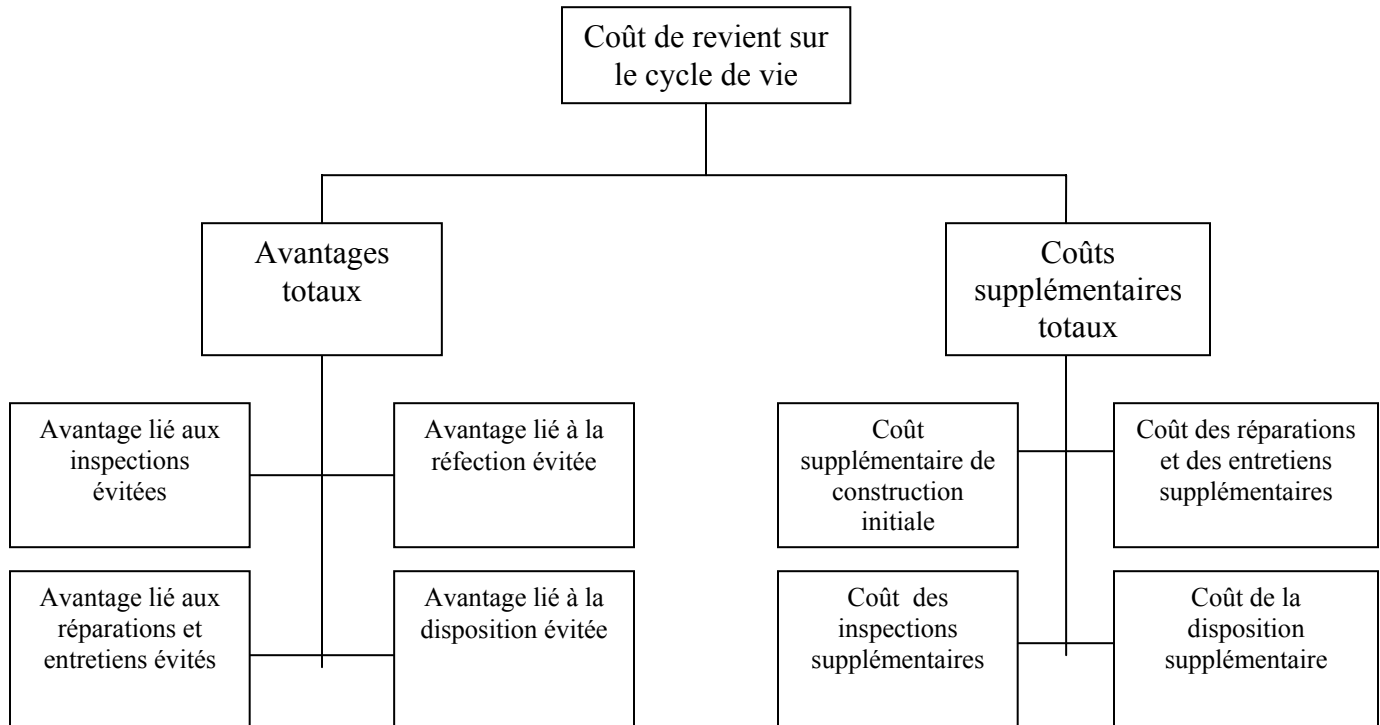 Coût de revient sur
le cycle de vie
Avantages
totaux
Coûts
supplémentaires
totaux
Avantage lié aux
inspections
évitées
Avantage lié à la
réfection évitée
Coût
supplémentaire de
construction
initiale
Coût des réparations
et des entretiens
supplémentaires
Avantage lié aux
réparations et
entretiens évités
Avantage lié à la
disposition évitée
Coût des
inspections
supplémentaires
Coût de la
disposition
supplémentaire